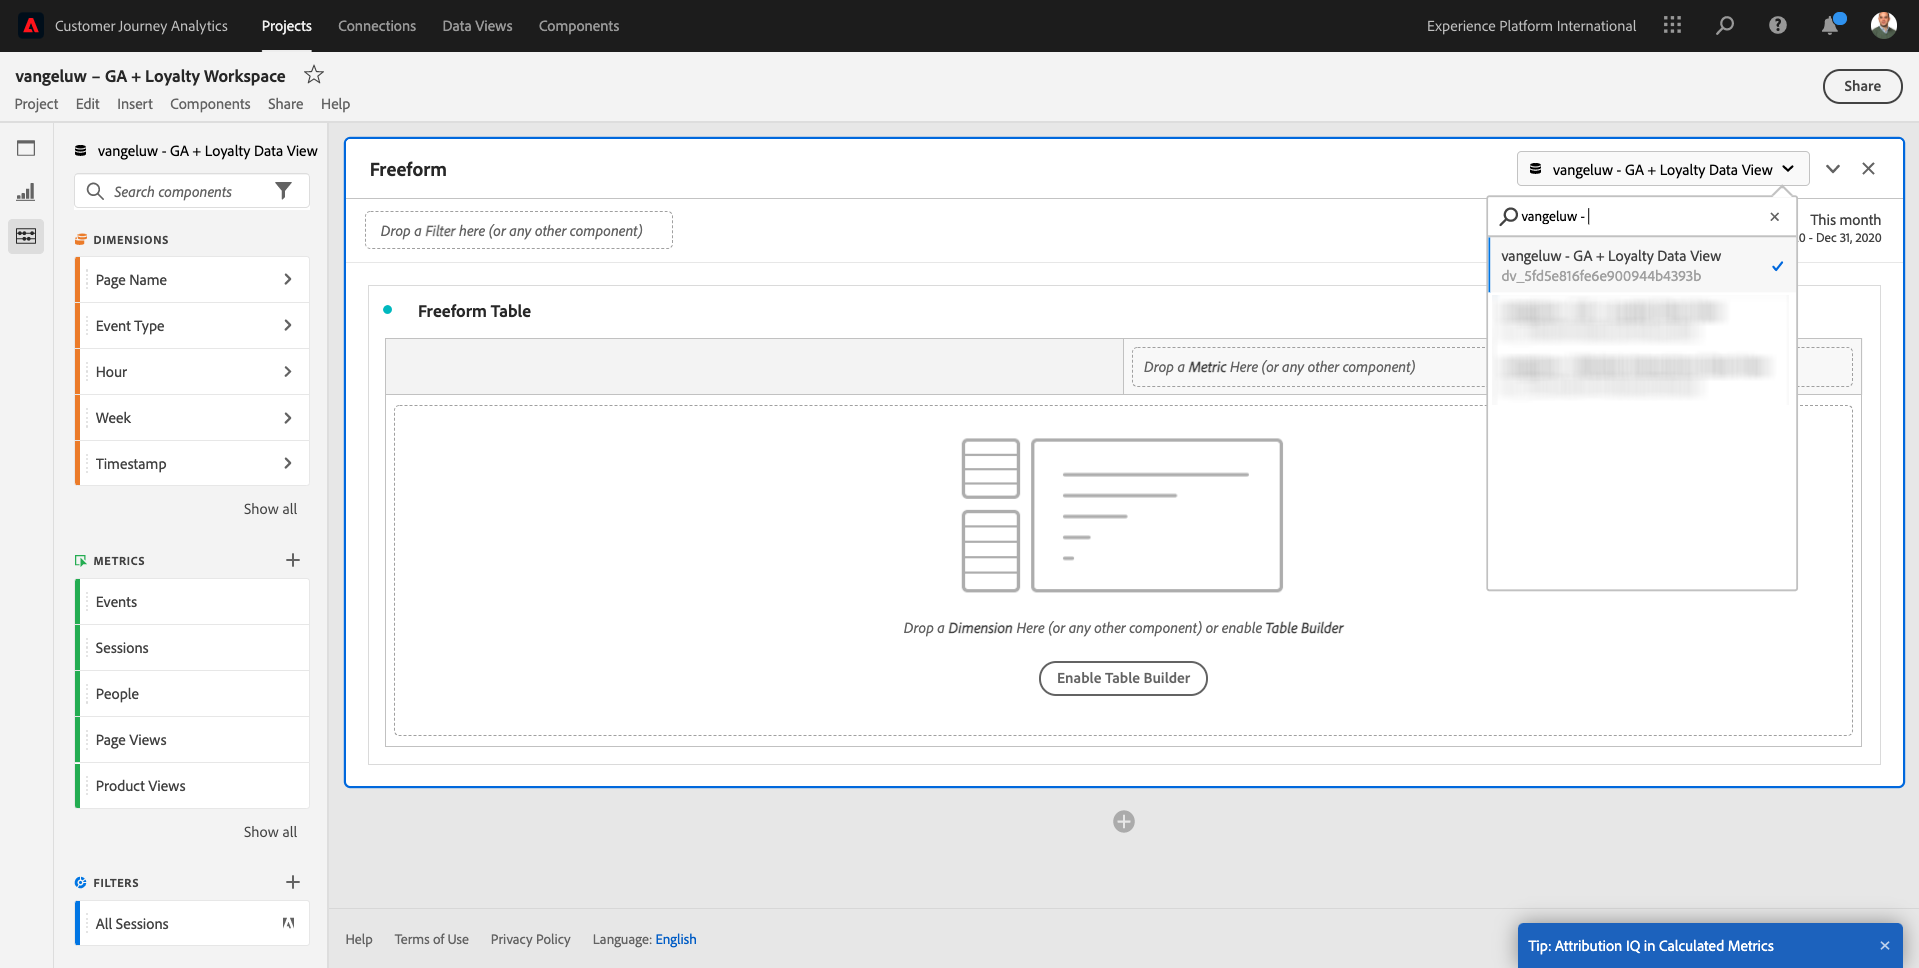 Customer Journey Analytics
Projects
Connections
Data Views
Components
Experience Platform International
vangeluw – GA + Loyalty Workspace
Project Edit Insert Components Share Help
Share
vangeluw - GA + Loyalty Data View
Search components
DIMENSIONS
Page Name
Event Type
Hour
Week
Timestamp
Show all
METRICS
Events
Sessions
People
Page Views
Product Views
Show all
FILTERS
All Sessions
Freeform
vangeluw - GA + Loyalty Data View
Drop a Filter here (or any other component)
This month
0 - Dec 31, 2020
vangeluw -
vangeluw - GA + Loyalty Data View
dv_5fd5e816fe6e900944b4393b
Freeform Table
Drop a Metric Here (or any other component)
Drop a Dimension Here (or any other component) or enable Table Builder
Enable Table Builder
Help
Terms of Use
Privacy Policy
Language: English
Tip: Attribution IQ in Calculated Metrics